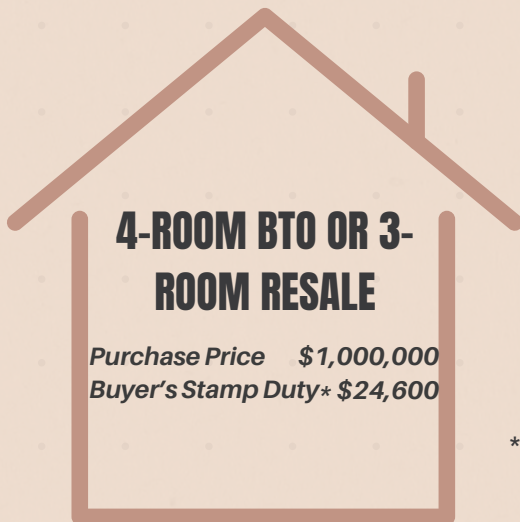 4-ROOM BTO OR 3-
ROOM RESALE
Purchase Price $1,000,000
Buyer's Stamp Duty* $24,600
*